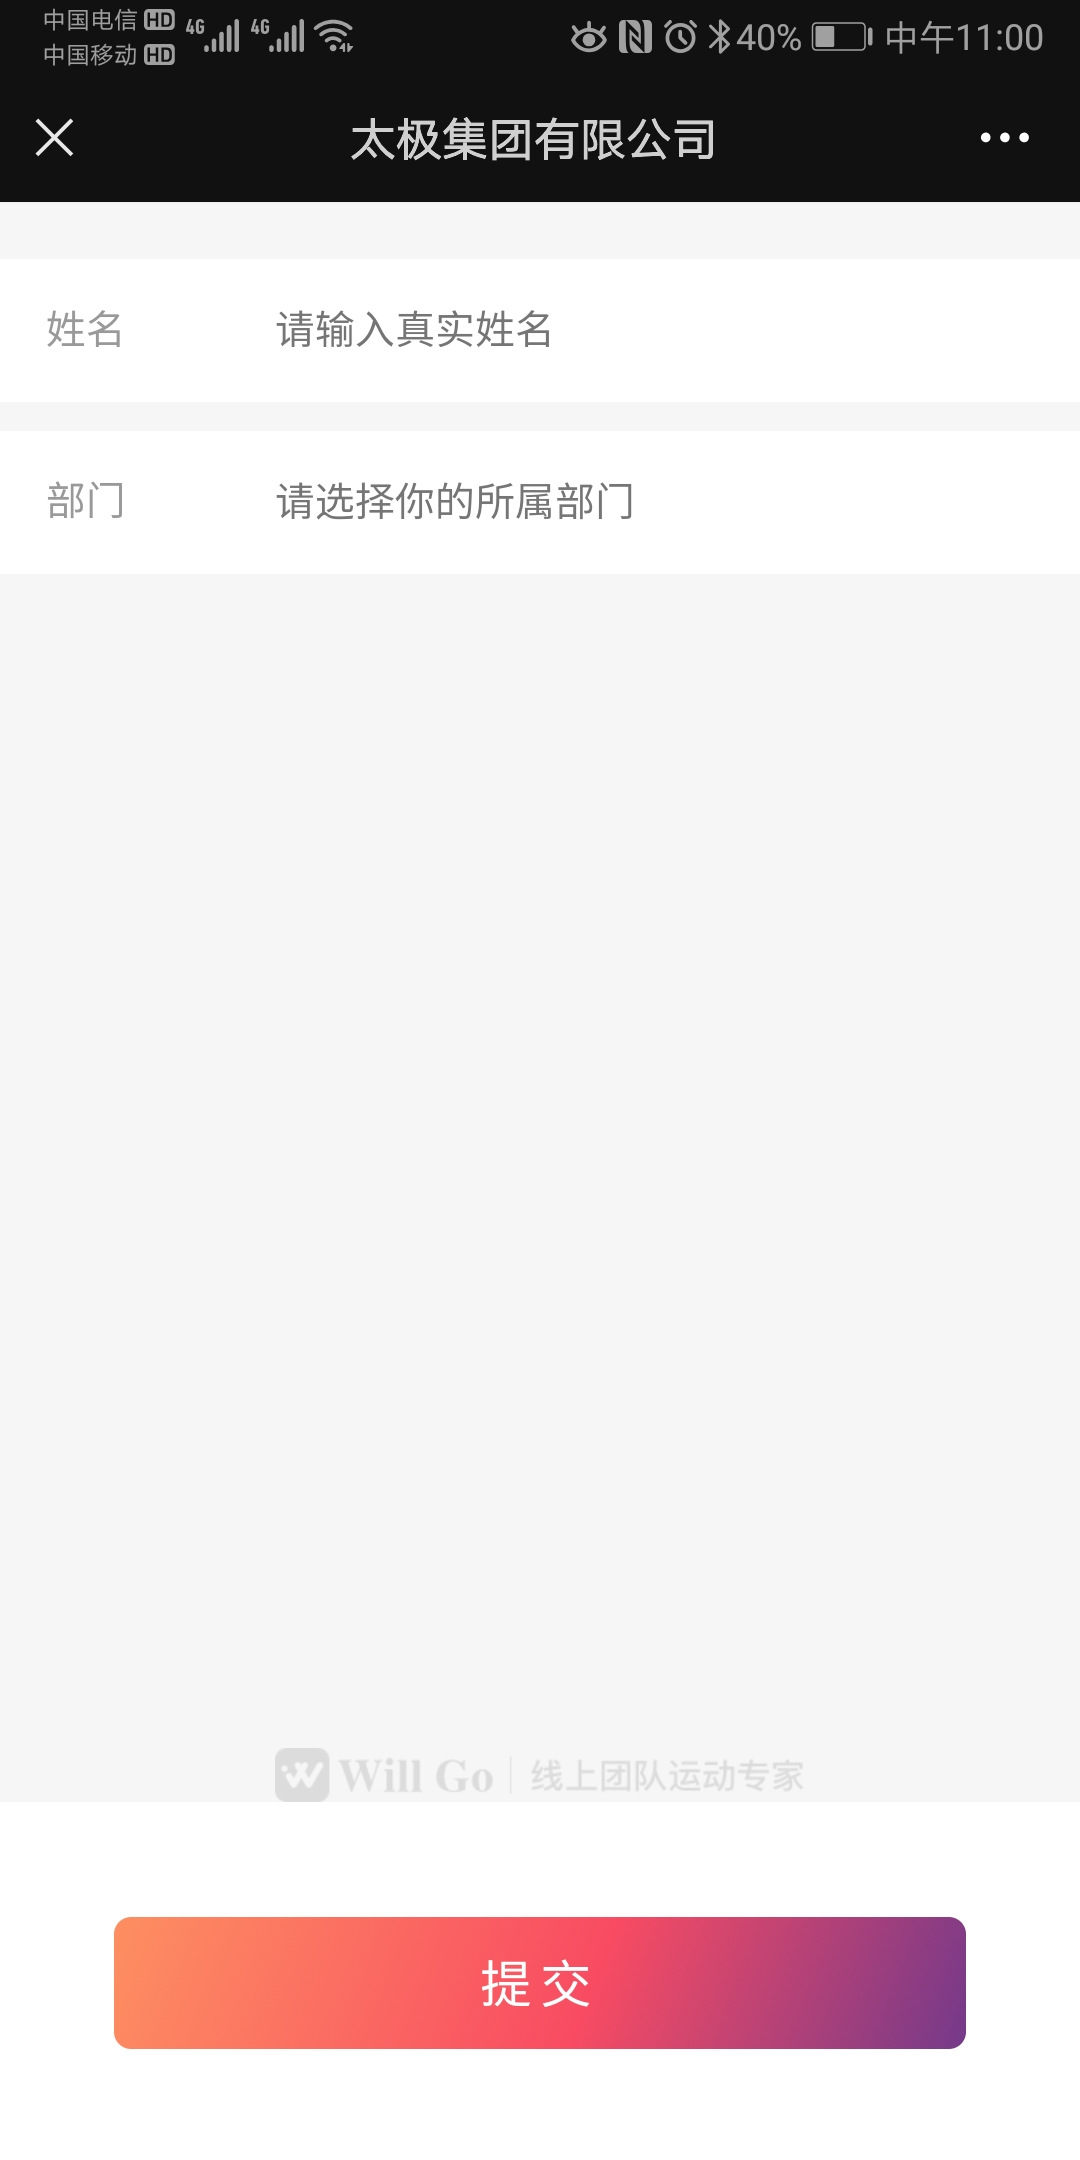 中国电信 HD 4G 4G 40% 中午11:00
中国移动 HD
太极集团有限公司
姓名 请输入真实姓名
部门 请选择你的所属部门
Will Go 线上团队运动专家
提交